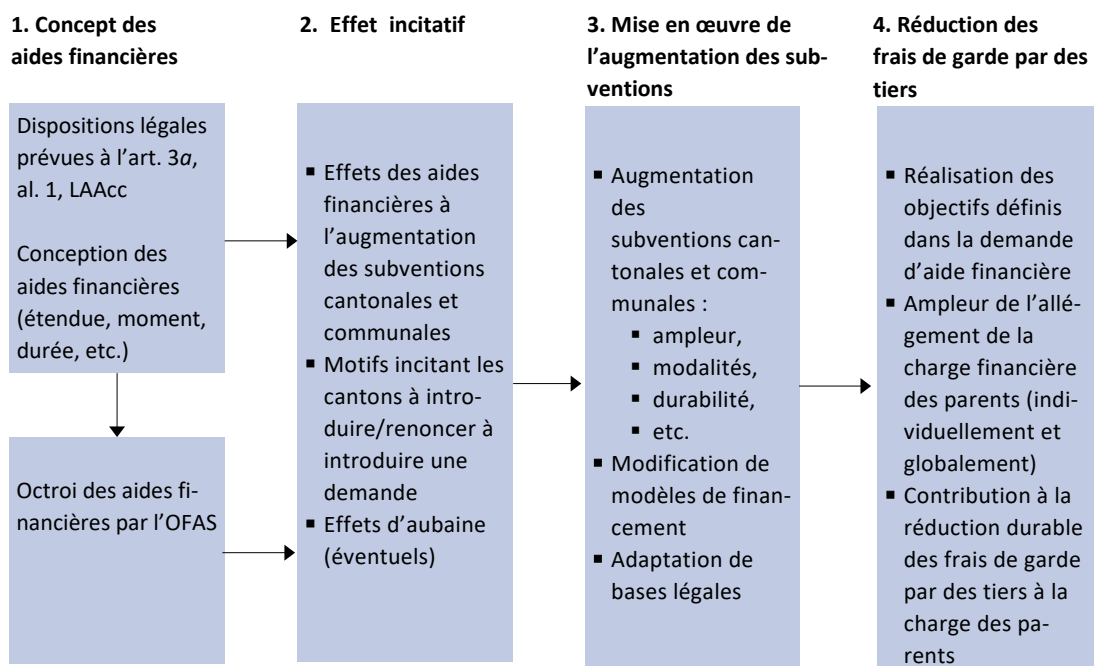 1. Concept des
aides financières
Dispositions légales
prévues à l'art. 3a,
al. 1, LAAcc
Conception des
aides financières
(étendue, moment,
durée, etc.)
Octroi des aides fi-
nancières par l'OFAS
2. Effet incitatif
▪ Effets des aides
financières à
l'augmentation
des subventions
cantonales et
communales
▪ Motifs incitant les
cantons à intro-
duire/renoncer à
introduire une
demande
▪ Effets d'aubaine
(éventuels)
3. Mise en œuvre de
l'augmentation des sub-
ventions
▪ Augmentation
des
subventions can-
tonales et com-
munales :
▪ ampleur,
▪ modalités,
▪ durabilité,
▪ etc.
▪ Modification de
modèles de finan-
cement
▪ Adaptation de
bases légales
4. Réduction des
frais de garde par des
tiers
▪ Réalisation des
objectifs définis
dans la demande
d'aide financière
▪ Ampleur de l'allé-
gement de la
charge financière
des parents (indi-
viduellement et
globalement)
▪ Contribution à la
réduction durable
des frais de garde
par des tiers à la
charge des pa-
rents